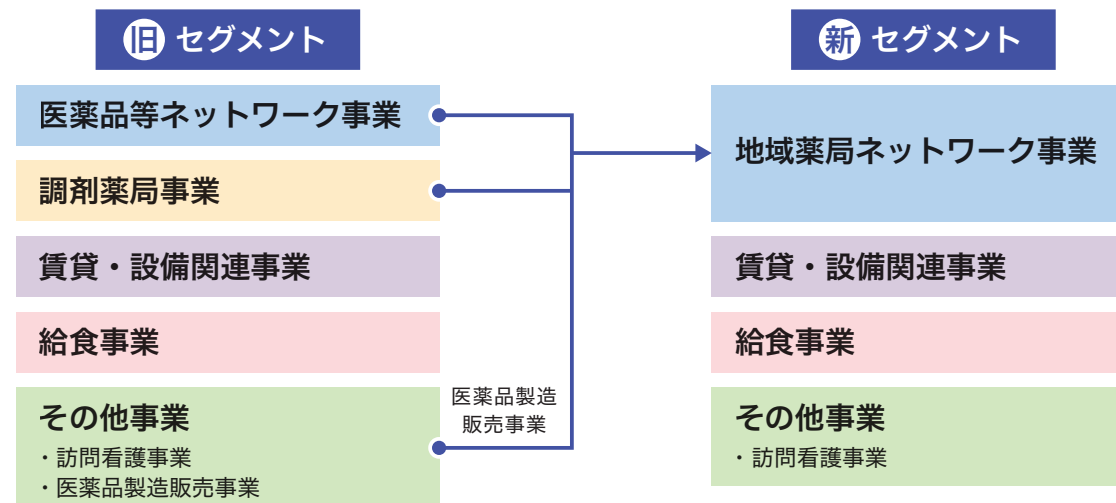 旧 セグメント
医薬品等ネットワーク事業
調剤薬局事業
賃貸・設備関連事業
給食事業
その他事業
・訪問看護事業
・医薬品製造販売事業
医薬品製造
販売事業
新 セグメント
地域薬局ネットワーク事業
賃貸・設備関連事業
給食事業
その他事業
・訪問看護事業